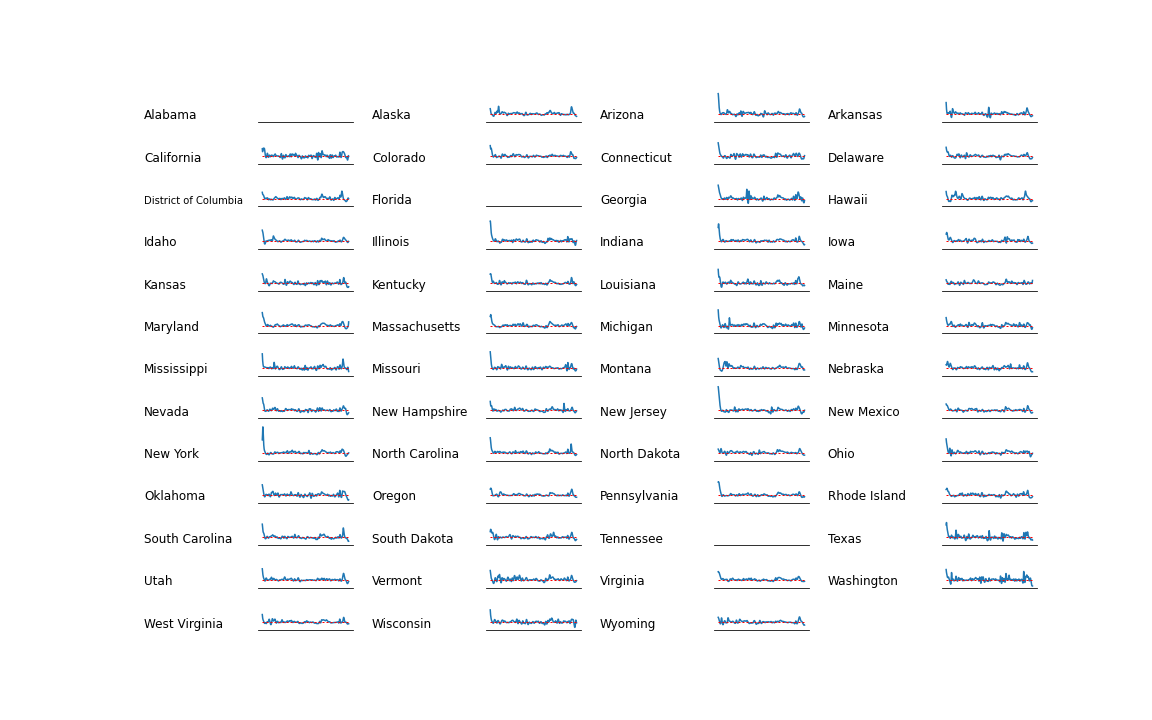 Alabama
Alaska
Arizona
Arkansas
California
Colorado
Connecticut
Delaware
District of Columbia
Florida
Georgia
Hawaii
Idaho
Illinois
Indiana
Iowa
Kansas
Kentucky
Louisiana
Maine
Maryland
Massachusetts
Michigan
Minnesota
Mississippi
Missouri
Montana
Nebraska
Nevada
New Hampshire
New Jersey
New Mexico
New York
North Carolina
North Dakota
Ohio
Oklahoma
Oregon
Pennsylvania
Rhode Island
South Carolina
South Dakota
Tennessee
Texas
Utah
Vermont
Virginia
Washington
West Virginia
Wisconsin
Wyoming